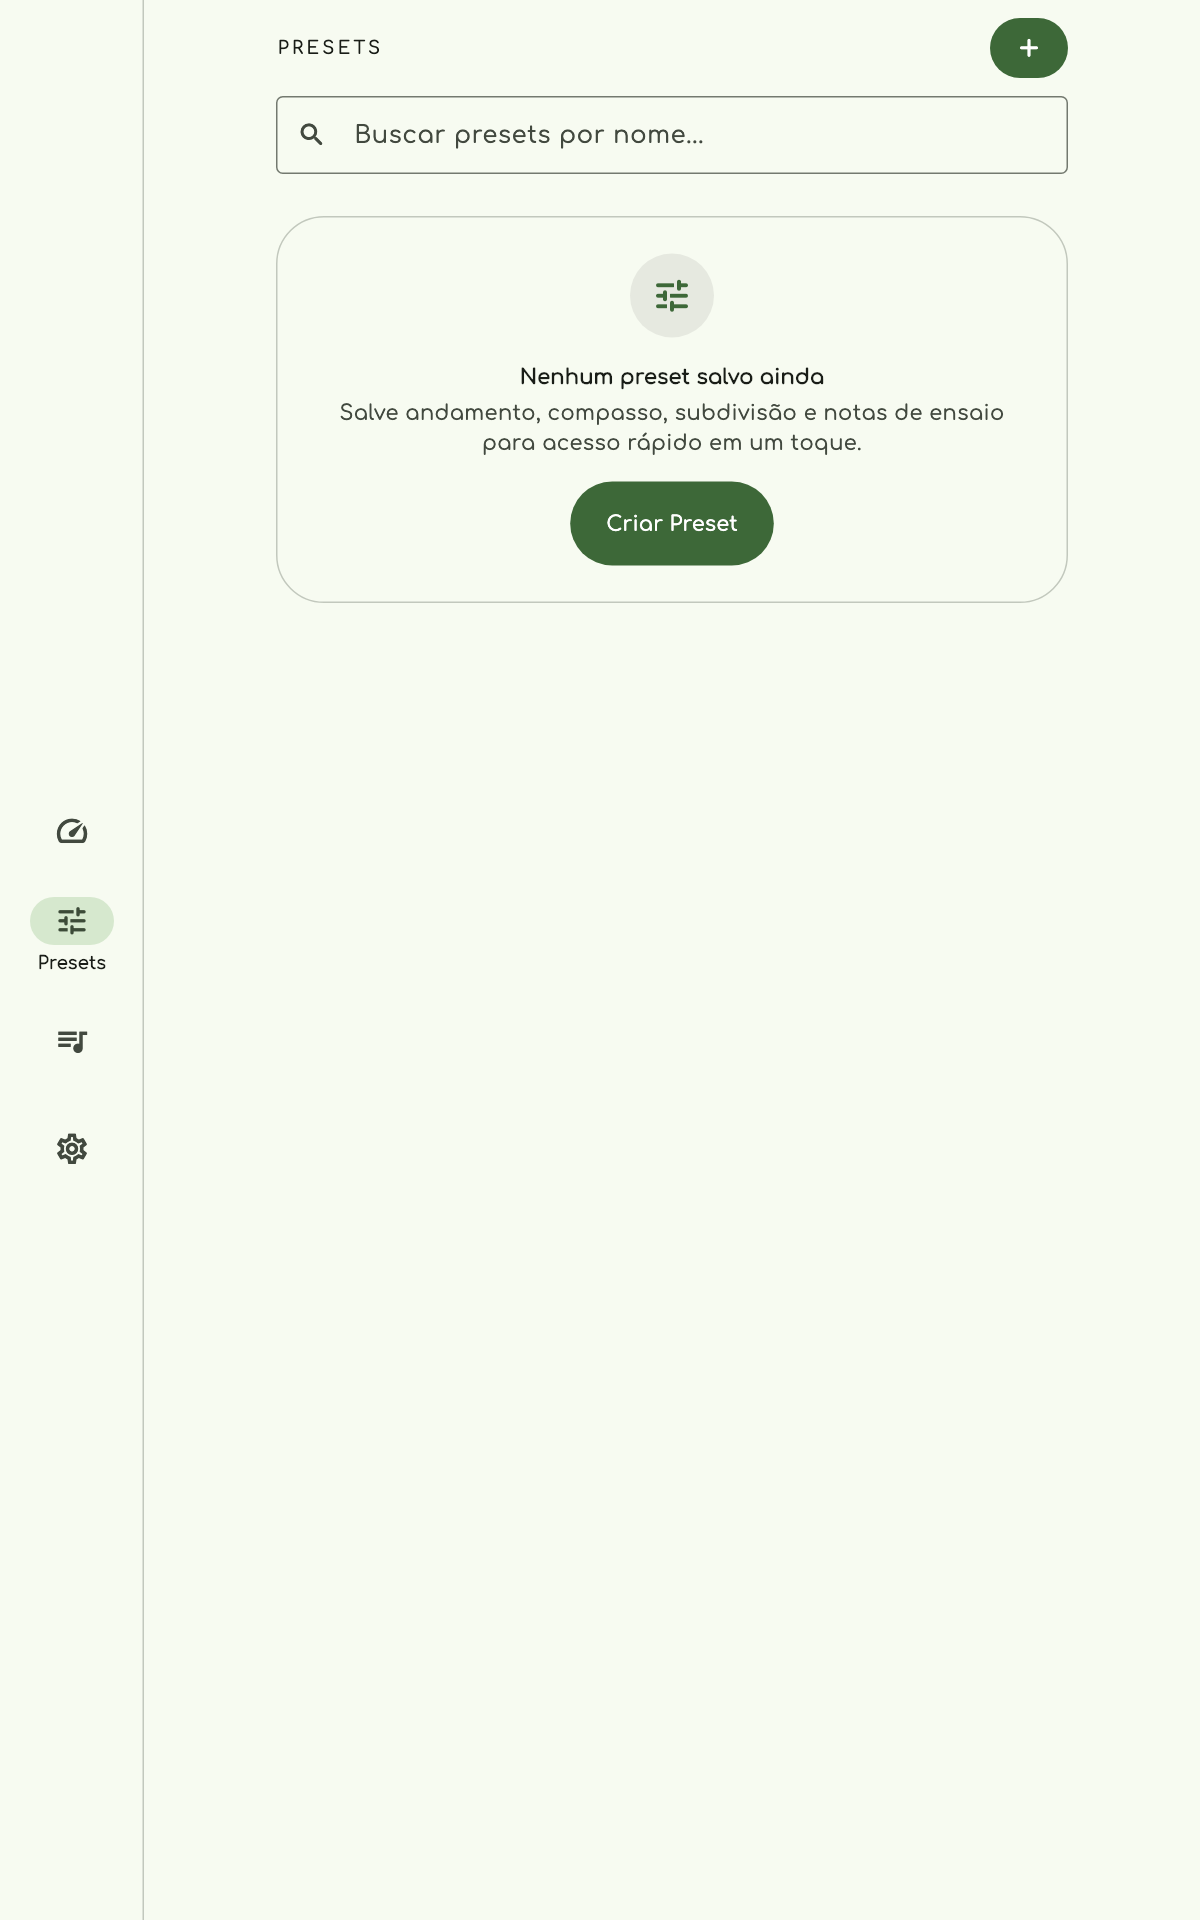 PRESETS
Buscar presets por nome...
Nenhum preset salvo ainda
Salve andamento, compasso, subdivisão e notas de ensaio
para acesso rápido em um toque.
Criar Preset
Presets